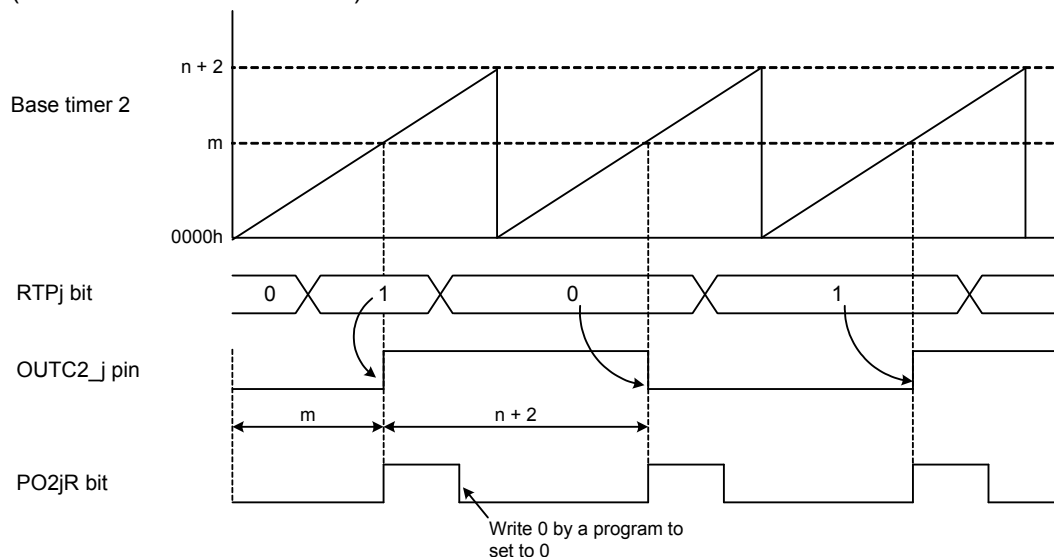 n + 2
Base timer 2
m
0000h
RTPj bit
0
1
0
1
OUTC2_j pin
m
n + 2
PO2jR bit
Write 0 by a program to
set to 0